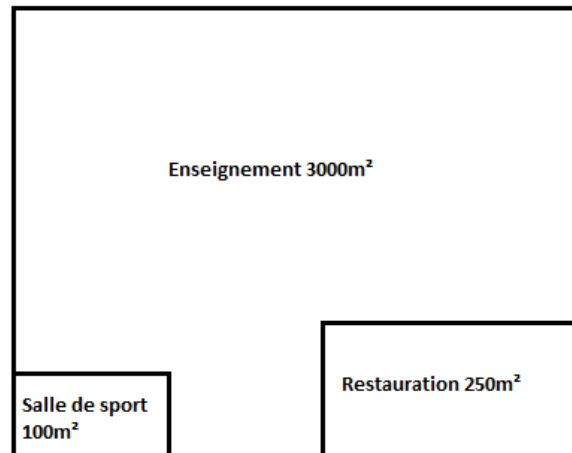 Enseignement 3000m²
Restauration 250m²
Salle de sport
100m²